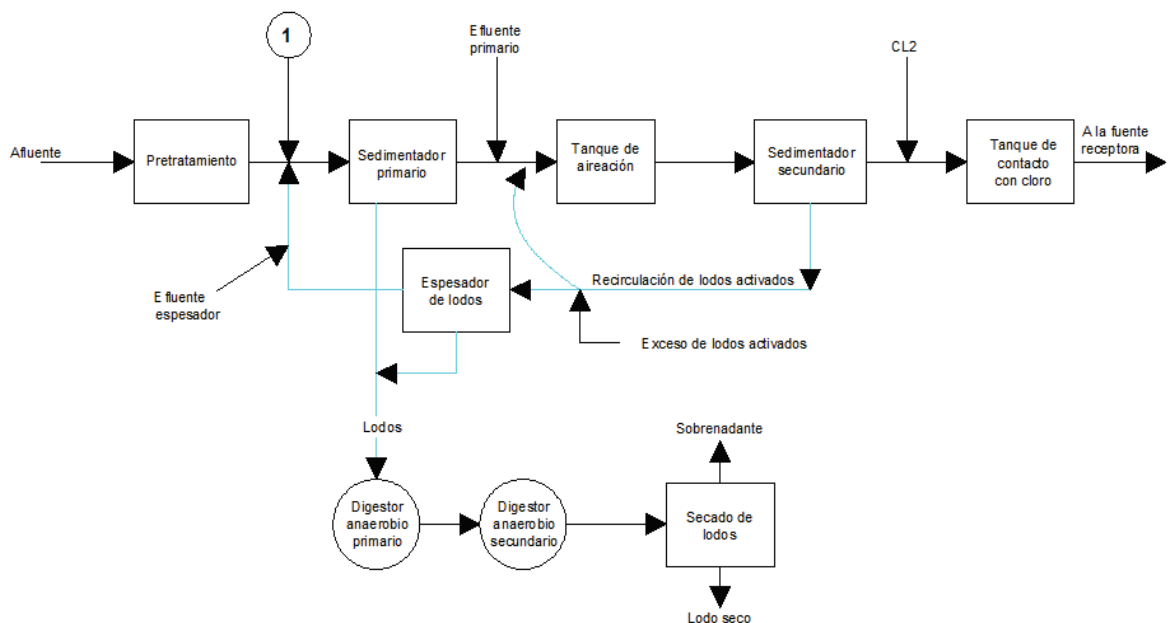 1
Efluente
primario
CL2
Afluente
Pretratamiento
Sedimentador
primario
Tanque de
aireación
Sedimentador
secundario
Tanque de
contacto
con cloro
A la fuente
receptora
Efluente
espesador
Espesador
de lodos
Recirculación de lodos activados
Exceso de lodos activados
Lodos
Digestor
anaerobio
primario
Digestor
anaerobio
secundario
Sobrenadante
Secado de
lodos
Lodo seco